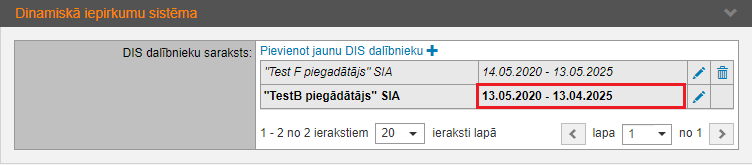 Dinamiskā iepirkumu sistēma
DIS dalībnieku saraksts: Pievienot jaunu DIS dalībnieku
"Test F piegadātājs" SIA 14.05.2020 - 13.05.2025
"TestB piegādātājs" SIA 13.05.2020 - 13.04.2025
1 - 2 no 2 ierakstiem 20 ieraksti lapā lapa 1 no 1